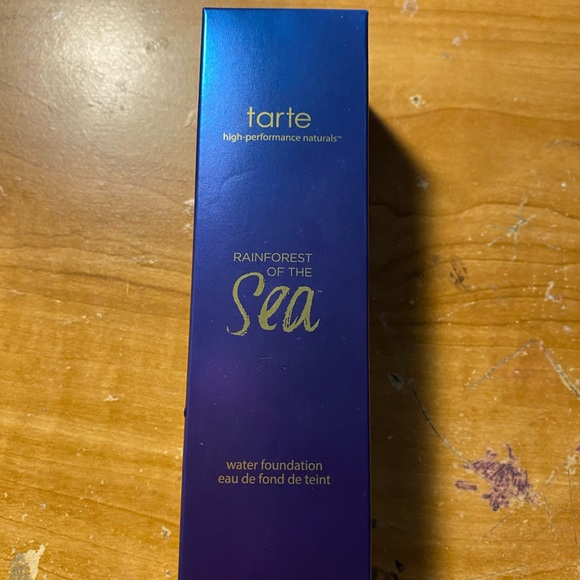 tarte
high-performance naturals™
RAINFOREST
OF THE
Sea™
water foundation
eau de fond de teint